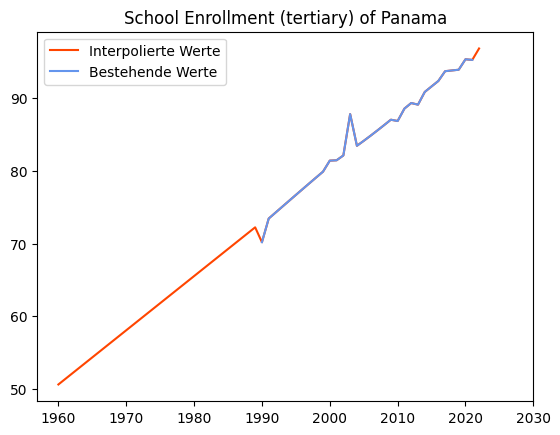 School Enrollment (tertiary) of Panama
Interpolierte Werte
Bestehende Werte
90
80
70
60
50
1960 1970 1980 1990 2000 2010 2020 2030